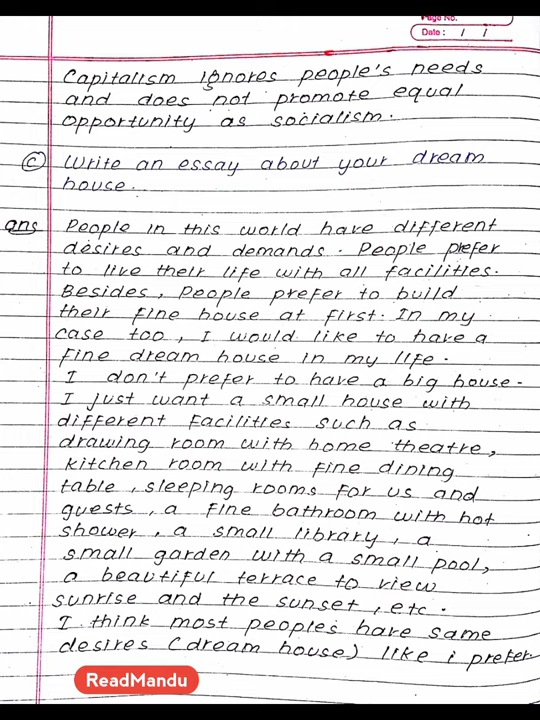 Page No.
Date: / /
Capitalism ignores people's needs
and does not promote equal
opportunity as socialism.
(c) Write an essay about your dream
house.
ans People in this world have different
desires and demands. People prefer
to live their life with all facilities.
Besides, People prefer to build
their fine house at first. In my
case too, I would like to have a
fine dream house in my life.
I don't prefer to have a big house.
I just want a small house with
different facilities such as
drawing room with home theatre,
kitchen room with fine dining
table, sleeping rooms for us and
guests, a fine bathroom with hot
shower, a small library, a
small garden with a small pool,
a beautiful terrace to view
sunrise and the sunset, etc.
I think most people's have same
desires (dream house) like i prefer.
ReadMandu